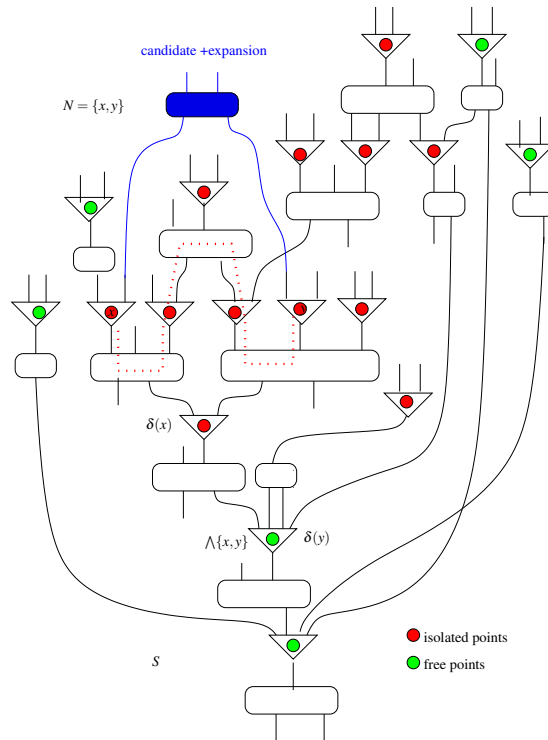 candidate +expansion
N = {x, y}
x
x
δ(x)
⋀{x, y}
δ(y)
isolated points
S
free points